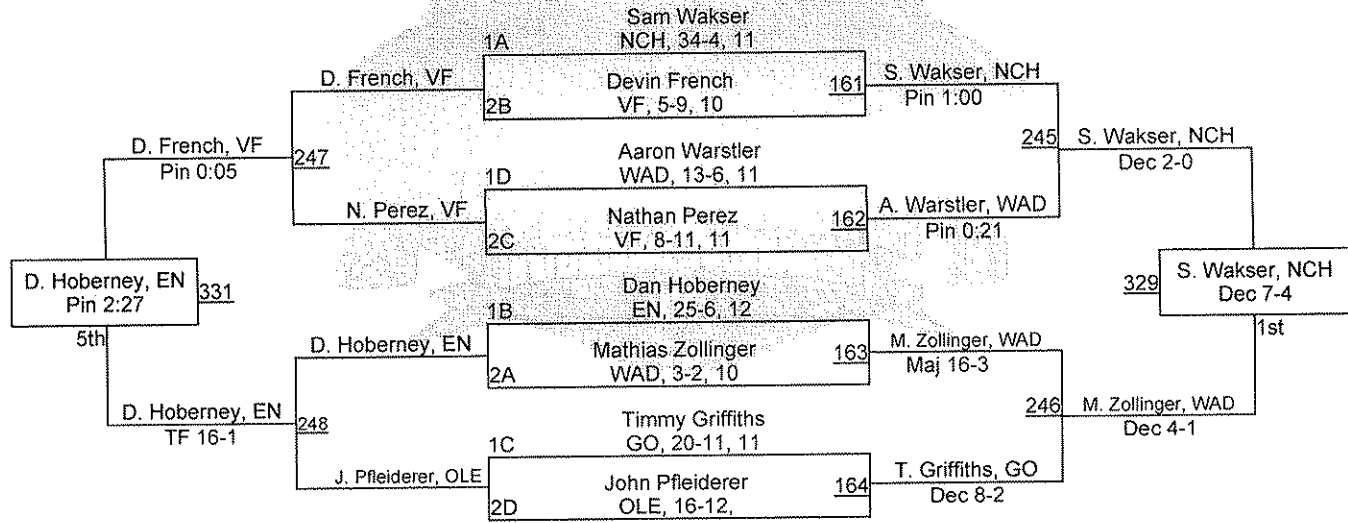 Sam Wakser
1A
NCH, 34-4, 11
D. French, VF
Devin French
161
S. Wakser, NCH
2B
VF, 5-9, 10
Pin 1:00
D. French, VF
247
Pin 0:05
Aaron Warstler
245
S. Wakser, NCH
1D
WAD, 13-6, 11
Dec 2-0
N. Perez, VF
Nathan Perez
162
A. Warstler, WAD
2C
VF, 8-11, 11
Pin 0:21
D. Hoberney, EN
Pin 2:27
331
5th
Dan Hoberney
329
S. Wakser, NCH
Dec 7-4
1st
1B
EN, 25-6, 12
D. Hoberney, EN
Mathias Zollinger
163
M. Zollinger, WAD
2A
WAD, 3-2, 10
Maj 16-3
D. Hoberney, EN
248
TF 16-1
Timmy Griffiths
246
M. Zollinger, WAD
1C
GO, 20-11, 11
Dec 4-1
J. Pfleiderer, OLE
John Pfleiderer
164
T. Griffiths, GO
2D
OLE, 16-12,
Dec 8-2